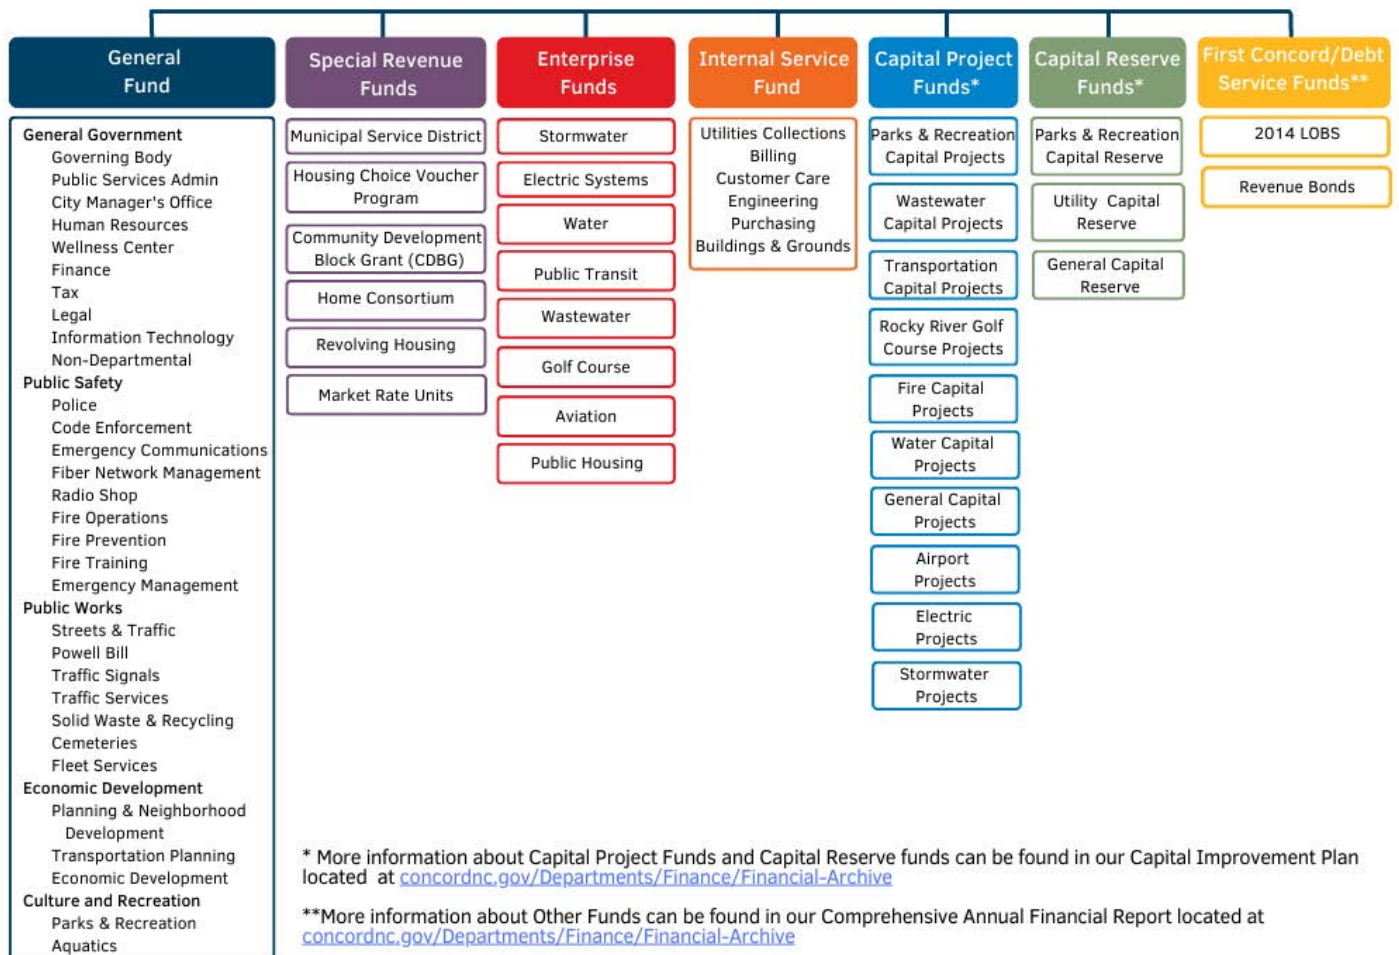 General
Fund
General Government
Governing Body
Public Services Admin
City Manager's Office
Human Resources
Wellness Center
Finance
Tax
Legal
Information Technology
Non-Departmental
Public Safety
Police
Code Enforcement
Emergency Communications
Fiber Network Management
Radio Shop
Fire Operations
Fire Prevention
Fire Training
Emergency Management
Public Works
Streets & Traffic
Powell Bill
Traffic Signals
Traffic Services
Solid Waste & Recycling
Cemeteries
Fleet Services
Economic Development
Planning & Neighborhood
Development
Transportation Planning
Economic Development
Culture and Recreation
Parks & Recreation
Aquatics
Special Revenue
Funds
Municipal Service District
Housing Choice Voucher
Program
Community Development
Block Grant (CDBG)
Home Consortium
Revolving Housing
Market Rate Units
Enterprise
Funds
Stormwater
Electric Systems
Water
Public Transit
Wastewater
Golf Course
Aviation
Public Housing
Internal Service
Fund
Utilities Collections
Billing
Customer Care
Engineering
Purchasing
Buildings & Grounds
Capital Project
Funds*
Parks & Recreation
Capital Projects
Wastewater
Capital Projects
Transportation
Capital Projects
Rocky River Golf
Course Projects
Fire Capital
Projects
Water Capital
Projects
General Capital
Projects
Airport
Projects
Electric
Projects
Stormwater
Projects
Capital Reserve
Funds*
Parks & Recreation
Capital Reserve
Utility Capital
Reserve
General Capital
Reserve
First Concord/Debt
Service Funds**
2014 LOBS
Revenue Bonds
* More information about Capital Project Funds and Capital Reserve funds can be found in our Capital Improvement Plan
located at concordnc.gov/Departments/Finance/Financial-Archive
**More information about Other Funds can be found in our Comprehensive Annual Financial Report located at
concordnc.gov/Departments/Finance/Financial-Archive